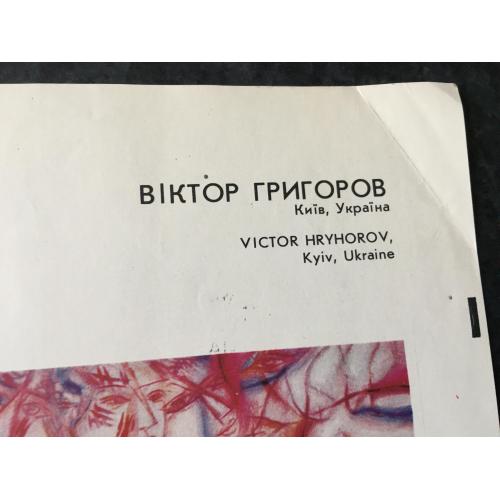 ВІКТОР ГРИГОРОВ
Київ, Україна
VICTOR HRYHOROV,
Kyiv, Ukraine